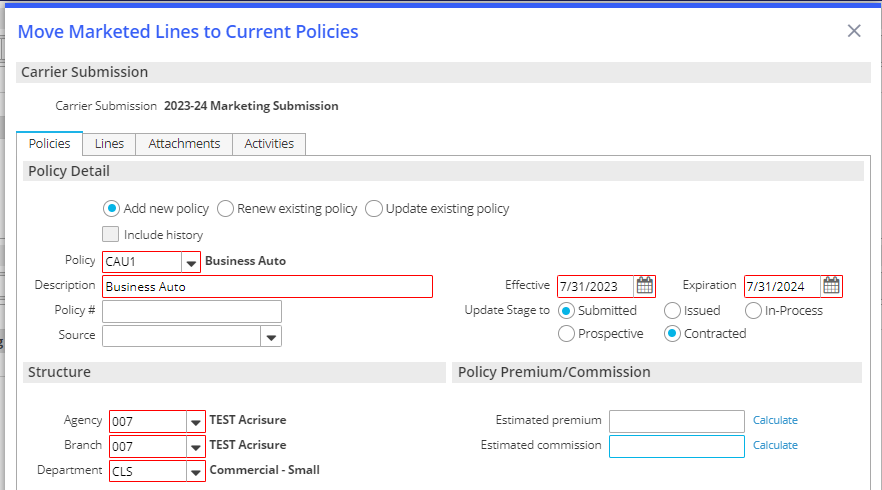 Move Marketed Lines to Current Policies
Carrier Submission
Carrier Submission 2023-24 Marketing Submission
Policies Lines Attachments Activities
Policy Detail
Add new policy Renew existing policy Update existing policy
Include history
Policy CAU1 Business Auto
Description Business Auto Effective 7/31/2023 Expiration 7/31/2024
Policy # Update Stage to Submitted Issued In-Process
Source Prospective Contracted
Structure Policy Premium/Commission
Agency 007 TEST Acrisure Estimated premium Calculate
Branch 007 TEST Acrisure Estimated commission Calculate
Department CLS Commercial - Small